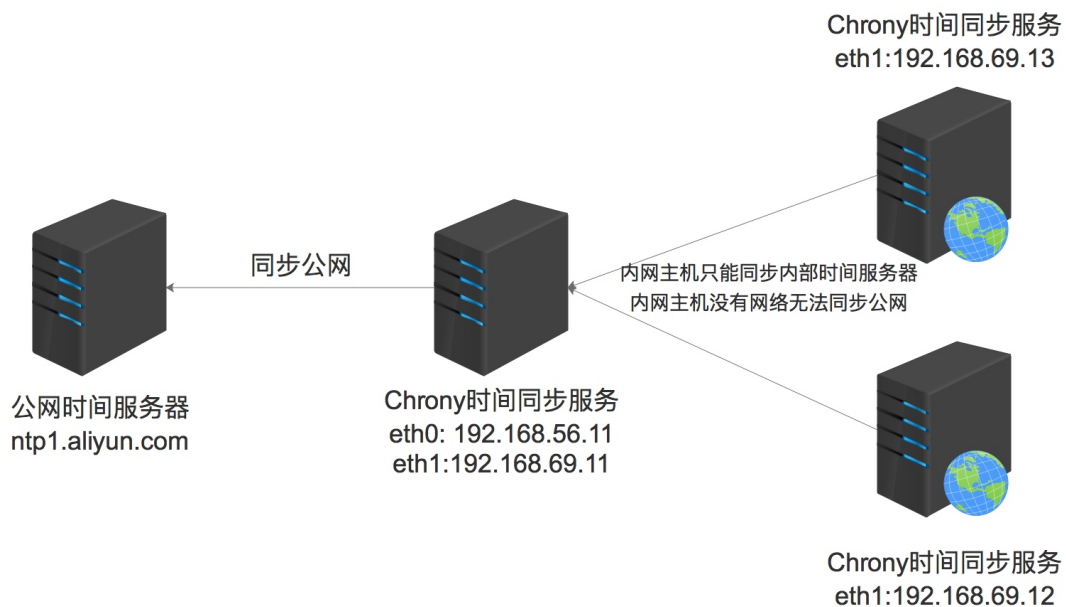 Chrony时间同步服务
eth1:192.168.69.13
同步公网
内网主机只能同步内部时间服务器
内网主机没有网络无法同步公网
公网时间服务器
ntp1.aliyun.com
Chrony时间同步服务
eth0: 192.168.56.11
eth1:192.168.69.11
Chrony时间同步服务
eth1:192.168.69.12